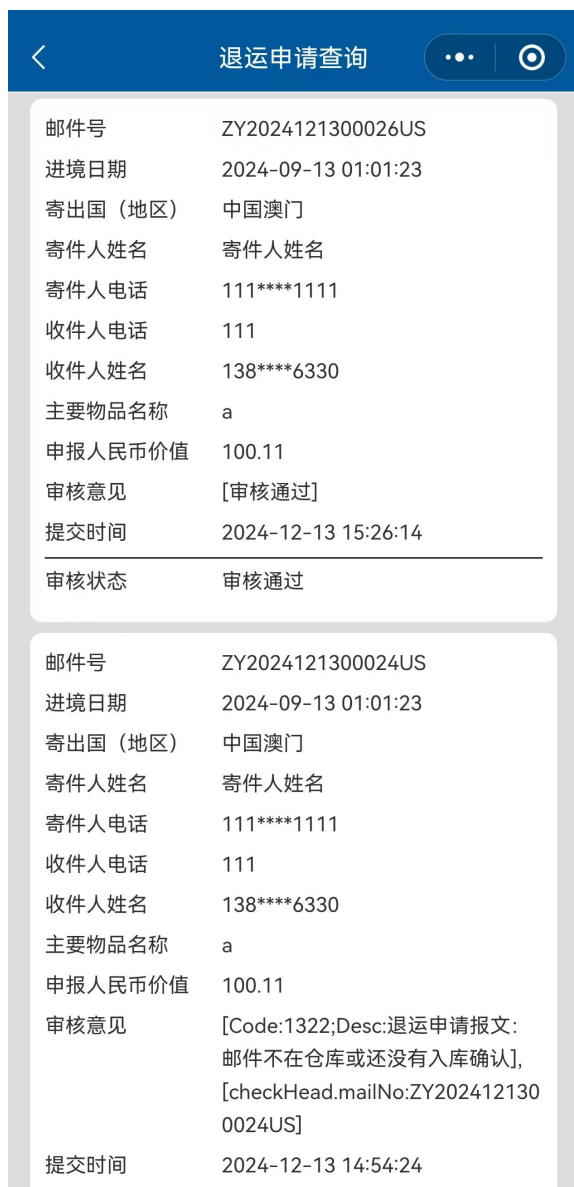 退运申请查询
邮件号 ZY2024121300026US
进境日期 2024-09-13 01:01:23
寄出国（地区） 中国澳门
寄件人姓名 寄件人姓名
寄件人电话 111****1111
收件人电话 111
收件人姓名 138****6330
主要物品名称 a
申报人民币价值 100.11
审核意见 [审核通过]
提交时间 2024-12-13 15:26:14
审核状态 审核通过
邮件号 ZY2024121300024US
进境日期 2024-09-13 01:01:23
寄出国（地区） 中国澳门
寄件人姓名 寄件人姓名
寄件人电话 111****1111
收件人电话 111
收件人姓名 138****6330
主要物品名称 a
申报人民币价值 100.11
审核意见 [Code:1322;Desc:退运申请报文:
邮件不在仓库或还没有入库确认],
[checkHead.mailNo:ZY202412130
0024US]
提交时间 2024-12-13 14:54:24